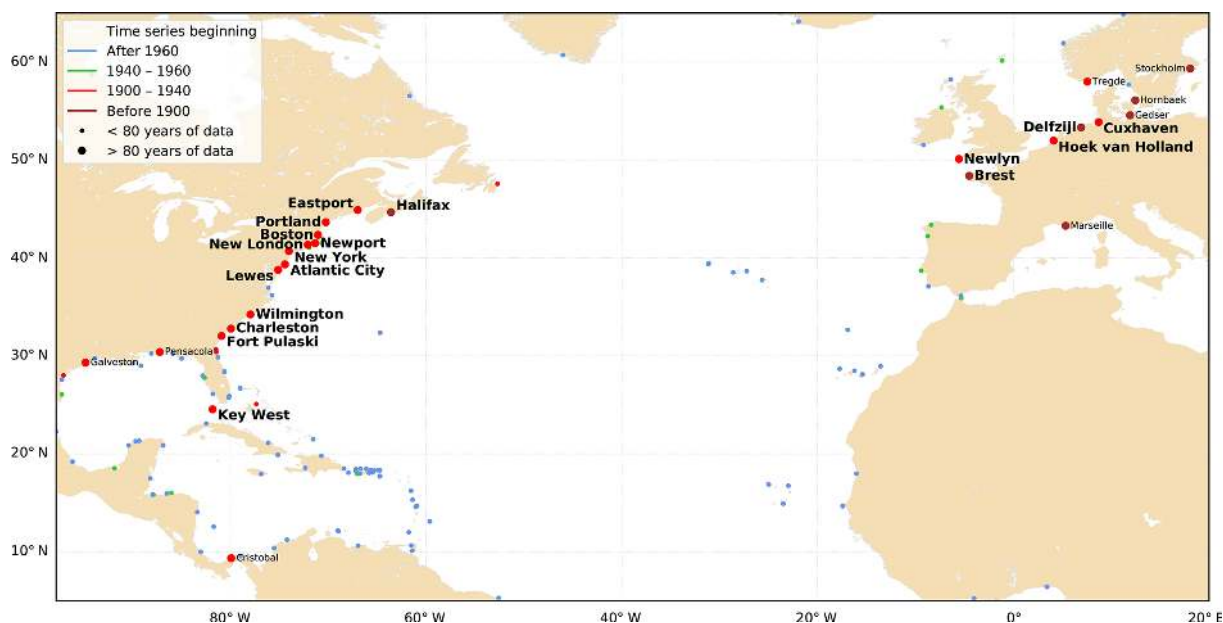 Time series beginning
After 1960
1940 – 1960
1900 – 1940
Before 1900
< 80 years of data
> 80 years of data
60° N
50° N
40° N
30° N
20° N
10° N
Stockholm
Tregde
Hornbaek
Gedser
Delfzijl
Cuxhaven
Hoek van Holland
Newlyn
Brest
Marseille
Halifax
Eastport
Portland
Boston
New London
Newport
New York
Lewes
Atlantic City
Wilmington
Charleston
Fort Pulaski
Pensacola
Galveston
Key West
Cristobal
80° W
60° W
40° W
20° W
0°
20° E